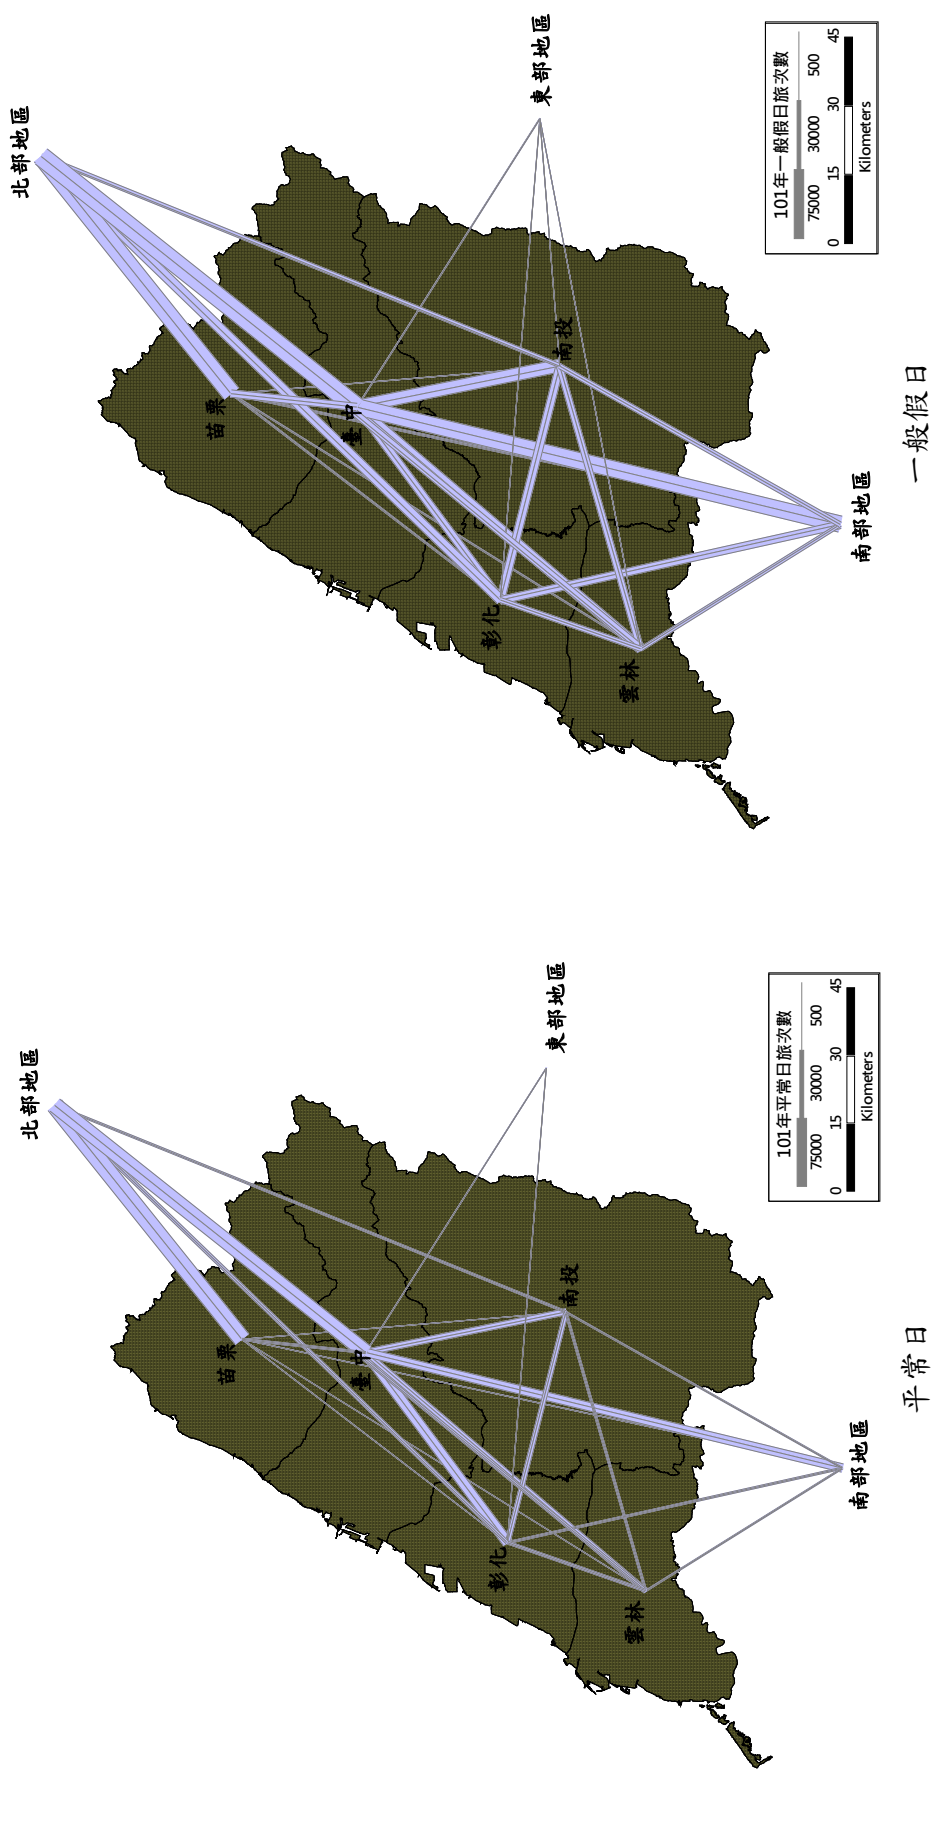 北部地區
苗栗
臺中
彰化
南投
雲林
東部地區
南部地區
101年平常日旅次數
75000 30000 500
0 15 30 45
Kilometers
平常日
北部地區
苗栗
臺中
彰化
南投
雲林
東部地區
南部地區
101年一般假日旅次數
75000 30000 500
0 15 30 45
Kilometers
一般假日